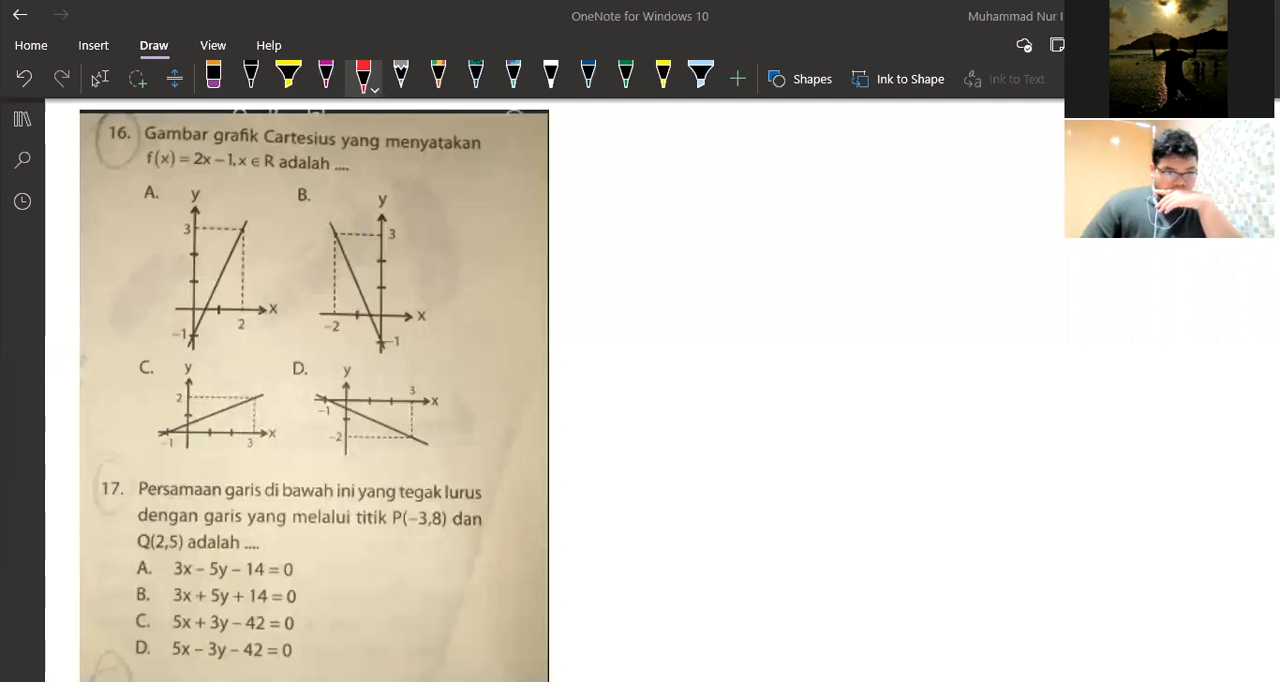 OneNote for Windows 10
Muhammad Nur I
Home Insert Draw View Help
Shapes Ink to Shape Ink to Text
16. Gambar grafik Cartesius yang menyatakan
f(x) = 2x – 1, x ∈ R adalah ....
A. y
3
x
2
–1
B. y
3
x
–2
–1
C. y
2
x
–1 3
D. y
3
x
–1
–2
17. Persamaan garis di bawah ini yang tegak lurus
dengan garis yang melalui titik P(–3,8) dan
Q(2,5) adalah ....
A. 3x – 5y – 14 = 0
B. 3x + 5y + 14 = 0
C. 5x + 3y – 42 = 0
D. 5x – 3y – 42 = 0